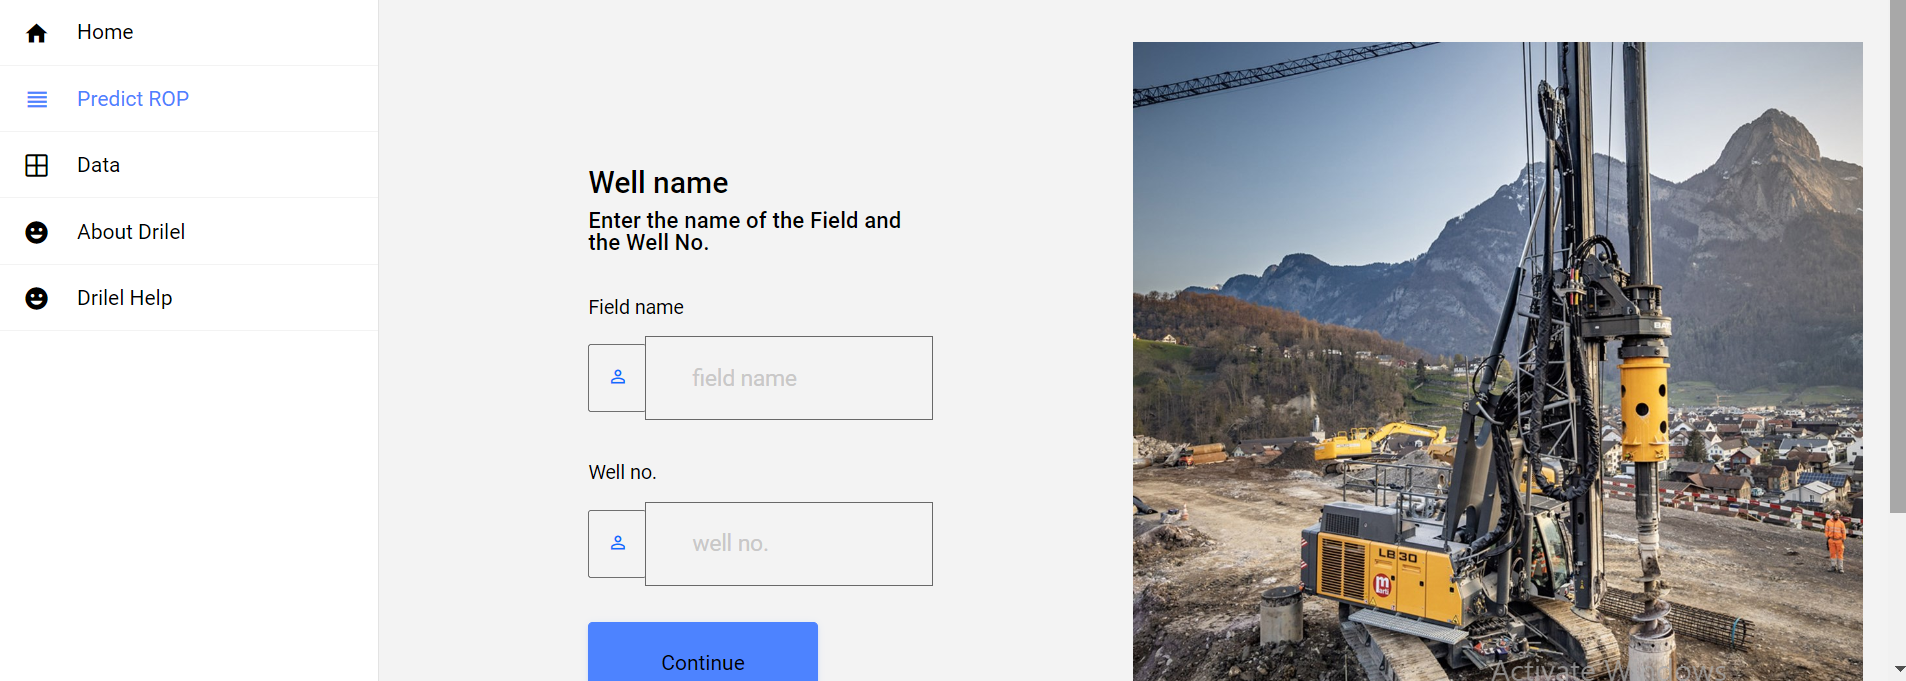 Home
Predict ROP
Data
About Drilel
Drilel Help
Well name
Enter the name of the Field and
the Well No.
Field name
field name
Well no.
well no.
Continue
LB 30
Activate Windows